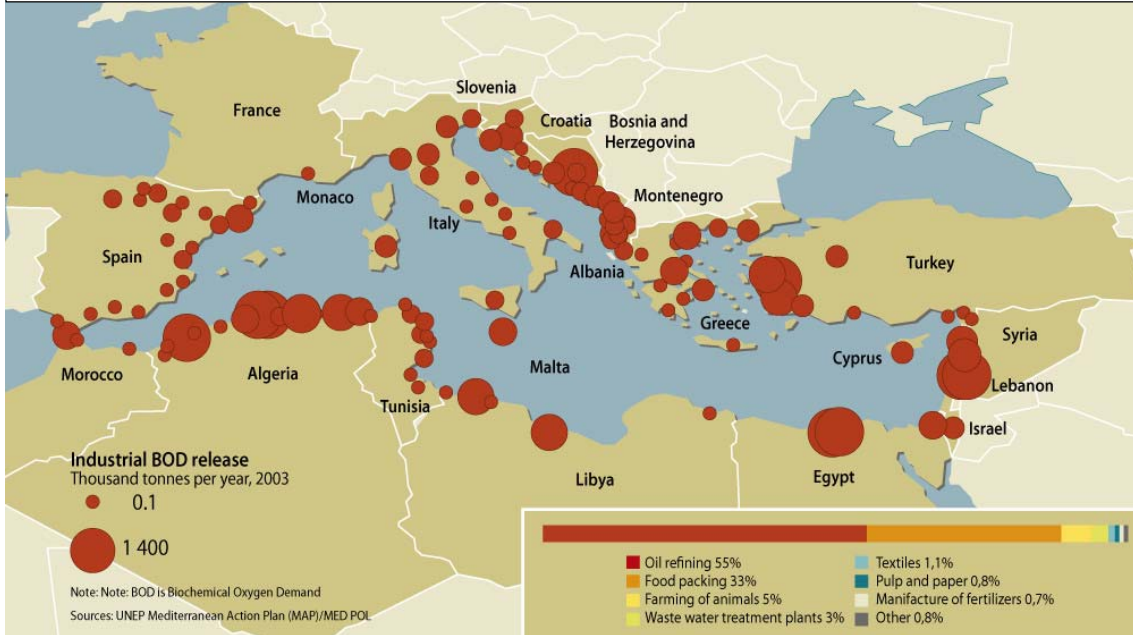 Slovenia
France
Croatia
Bosnia and
Herzegovina
Monaco
Montenegro
Italy
Spain
Albania
Turkey
Greece
Cyprus
Syria
Malta
Morocco
Algeria
Lebanon
Tunisia
Israel
Libya
Egypt
Industrial BOD release
Thousand tonnes per year, 2003
0.1
1 400
Note: Note: BOD is Biochemical Oxygen Demand
Sources: UNEP Mediterranean Action Plan (MAP)/MED POL
Oil refining 55%
Food packing 33%
Farming of animals 5%
Waste water treatment plants 3%
Textiles 1,1%
Pulp and paper 0,8%
Manifacture of fertilizers 0,7%
Other 0,8%